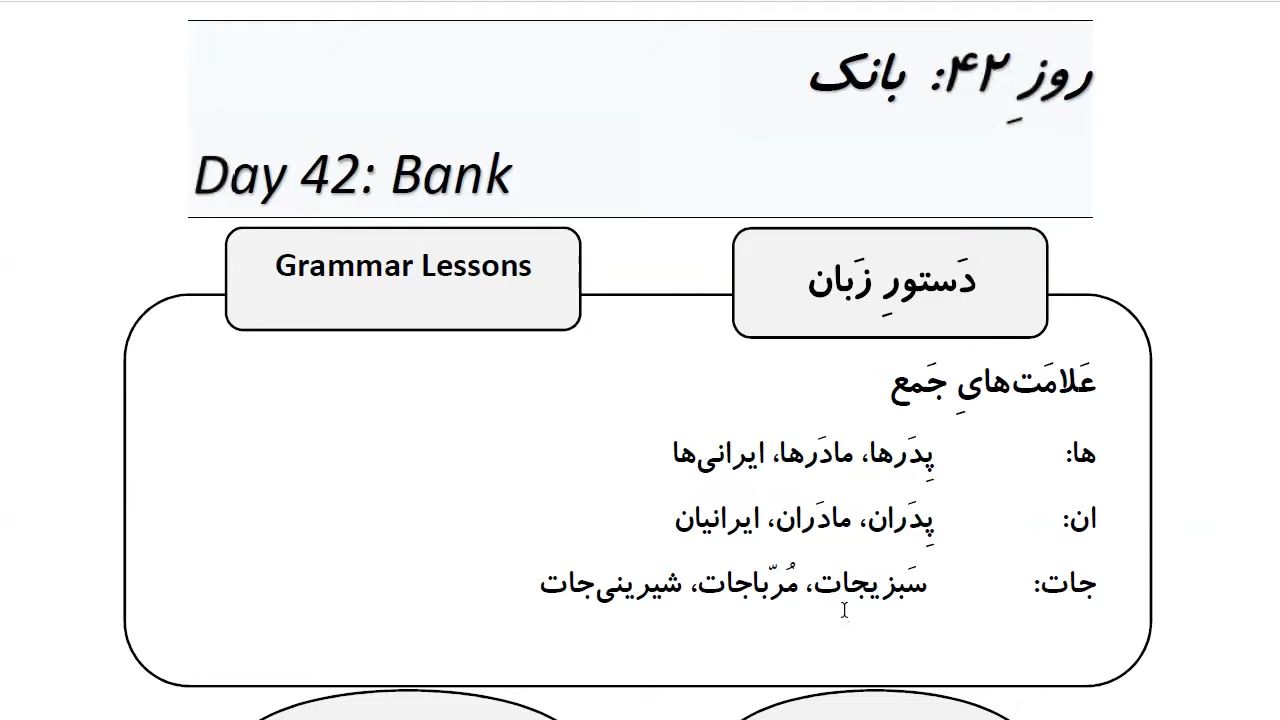 روزِ ۴۲: بانک
Day 42: Bank
Grammar Lessons
دَستورِ زَبان
عَلامَت‌هایِ جَمع
ها: پِدَرها، مادَرها، ایرانی‌ها
ان: پِدَران، مادَران، ایرانیان
جات: سَبزیجات، مُرّباجات، شیرینی‌جات